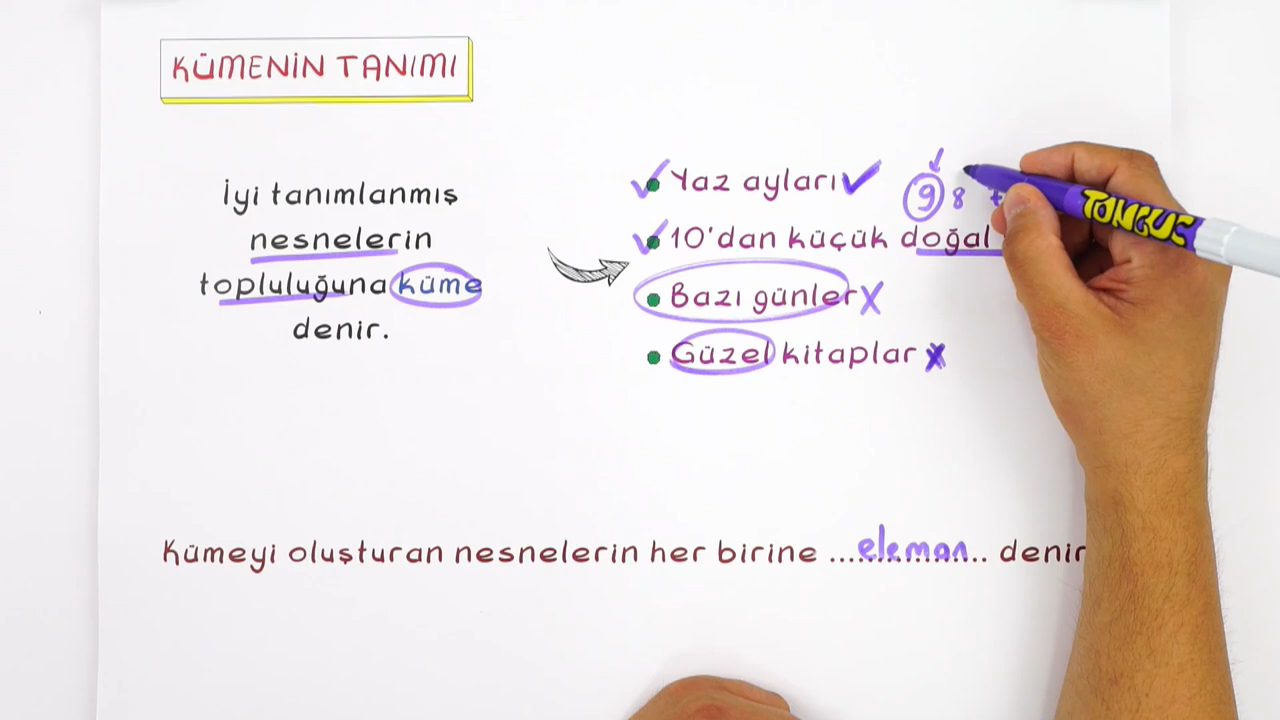 KÜMENİN TANIMI
İyi tanımlanmış
nesnelerin
topluluğuna küme
denir.
Yaz ayları
9 8
10'dan küçük doğal
Bazı günler
Güzel kitaplar
Kümeyi oluşturan nesnelerin her birine ...eleman... denir
TONGUÇ